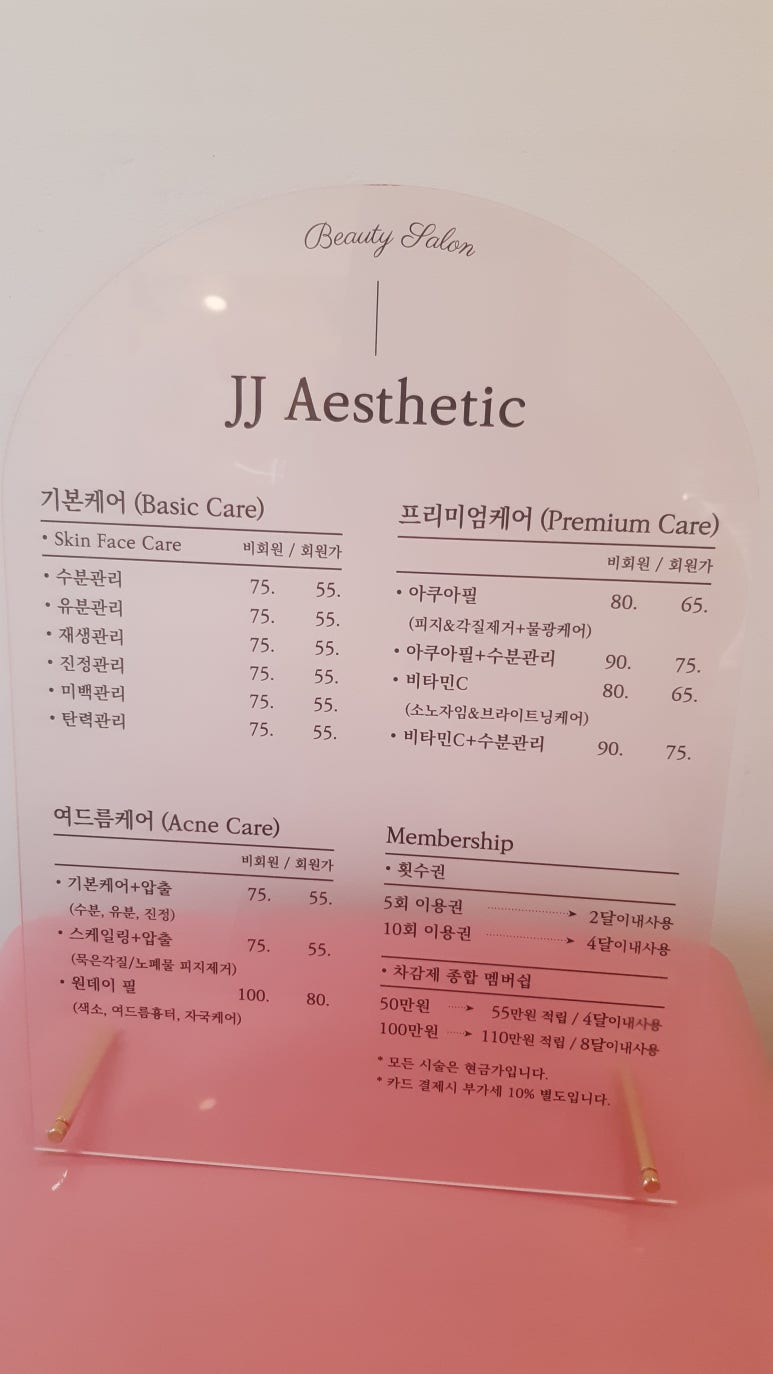 Beauty Salon
JJ Aesthetic
기본케어 (Basic Care)
• Skin Face Care 비회원 / 회원가
• 수분관리 75. 55.
• 유분관리 75. 55.
• 재생관리 75. 55.
• 진정관리 75. 55.
• 미백관리 75. 55.
• 탄력관리 75. 55.
프리미엄케어 (Premium Care)
비회원 / 회원가
• 아쿠아필 80. 65.
(피지&각질제거+물광케어)
• 아쿠아필+수분관리 90. 75.
• 비타민C 80. 65.
(소노자임&브라이트닝케어)
• 비타민C+수분관리 90. 75.
여드름케어 (Acne Care)
비회원 / 회원가
• 기본케어+압출 75. 55.
(수분, 유분, 진정)
• 스케일링+압출 75. 55.
(묵은각질/노폐물 피지제거)
• 원데이 필 100. 80.
(색소, 여드름흉터, 자국케어)
Membership
• 횟수권
5회 이용권 ➤ 2달이내사용
10회 이용권 ➤ 4달이내사용
• 차감제 종합 멤버쉽
50만원 ➤ 55만원 적립 / 4달이내사용
100만원 ➤ 110만원 적립 / 8달이내사용
* 모든 시술은 현금가입니다.
* 카드 결제시 부가세 10% 별도입니다.